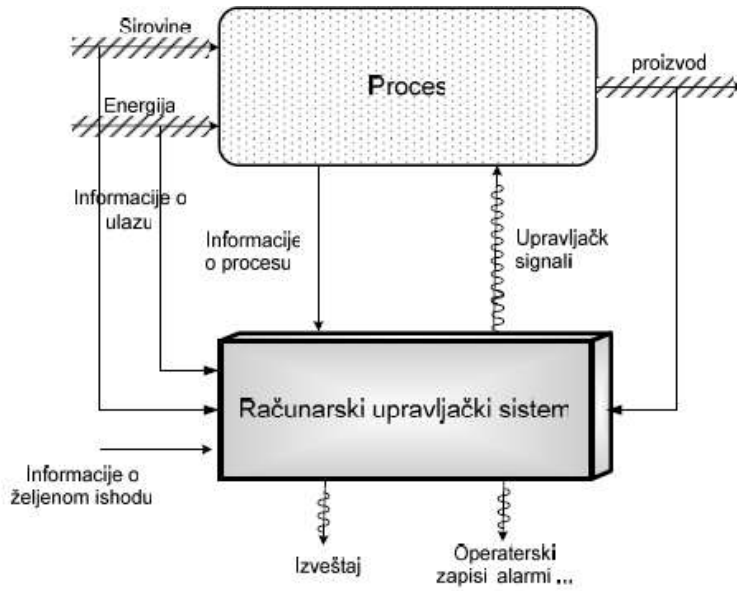 Sirovine
Proces
proizvod
Energija
Informacije o
ulazu
Informacije
o procesu
Upravljačk
signali
Računarski upravljački sistem
Informacije o
željenom ishodu
Izveštaj
Operaterski
zapisi alarmi ...